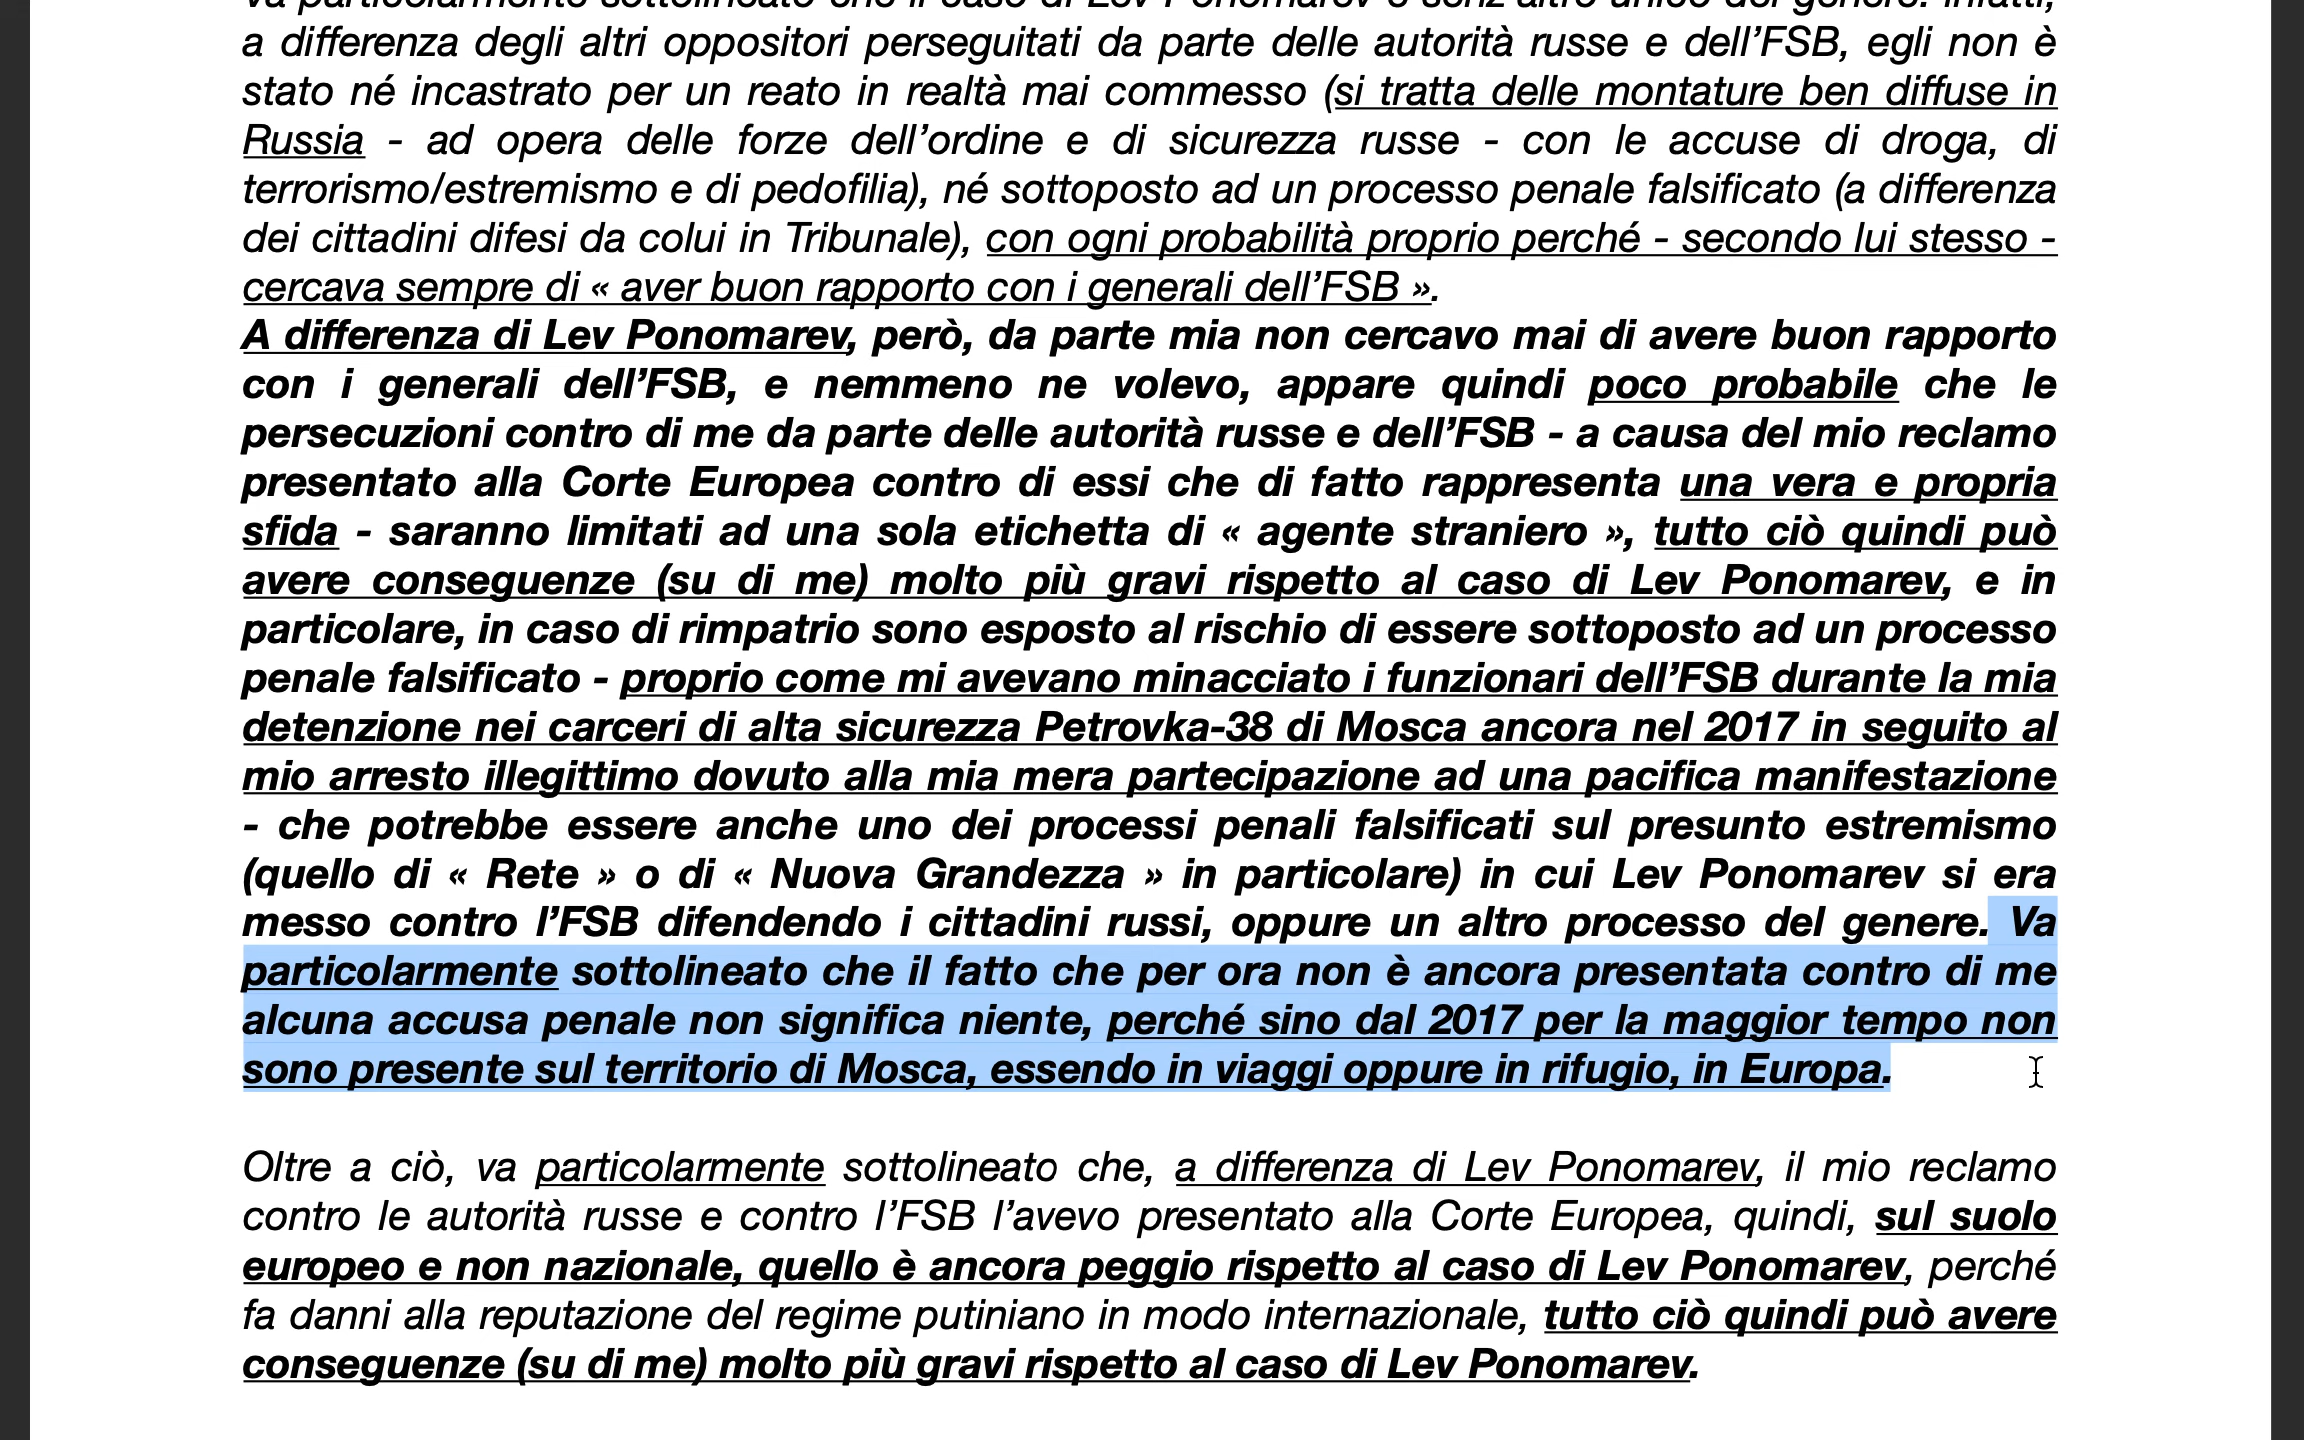 va particolarmente sottolineato che il caso di Lev Ponomarev è senz'altro unico del genere. Infatti,
a differenza degli altri oppositori perseguitati da parte delle autorità russe e dell’FSB, egli non è
stato né incastrato per un reato in realtà mai commesso (si tratta delle montature ben diffuse in
Russia - ad opera delle forze dell’ordine e di sicurezza russe - con le accuse di droga, di
terrorismo/estremismo e di pedofilia), né sottoposto ad un processo penale falsificato (a differenza
dei cittadini difesi da colui in Tribunale), con ogni probabilità proprio perché - secondo lui stesso -
cercava sempre di « aver buon rapporto con i generali dell’FSB ».
A differenza di Lev Ponomarev, però, da parte mia non cercavo mai di avere buon rapporto
con i generali dell’FSB, e nemmeno ne volevo, appare quindi poco probabile che le
persecuzioni contro di me da parte delle autorità russe e dell’FSB - a causa del mio reclamo
presentato alla Corte Europea contro di essi che di fatto rappresenta una vera e propria
sfida - saranno limitati ad una sola etichetta di « agente straniero », tutto ciò quindi può
avere conseguenze (su di me) molto più gravi rispetto al caso di Lev Ponomarev, e in
particolare, in caso di rimpatrio sono esposto al rischio di essere sottoposto ad un processo
penale falsificato - proprio come mi avevano minacciato i funzionari dell’FSB durante la mia
detenzione nei carceri di alta sicurezza Petrovka-38 di Mosca ancora nel 2017 in seguito al
mio arresto illegittimo dovuto alla mia mera partecipazione ad una pacifica manifestazione
- che potrebbe essere anche uno dei processi penali falsificati sul presunto estremismo
(quello di « Rete » o di « Nuova Grandezza » in particolare) in cui Lev Ponomarev si era
messo contro l’FSB difendendo i cittadini russi, oppure un altro processo del genere. Va
particolarmente sottolineato che il fatto che per ora non è ancora presentata contro di me
alcuna accusa penale non significa niente, perché sino dal 2017 per la maggior tempo non
sono presente sul territorio di Mosca, essendo in viaggi oppure in rifugio, in Europa.
Oltre a ciò, va particolarmente sottolineato che, a differenza di Lev Ponomarev, il mio reclamo
contro le autorità russe e contro l’FSB l’avevo presentato alla Corte Europea, quindi, sul suolo
europeo e non nazionale, quello è ancora peggio rispetto al caso di Lev Ponomarev, perché
fa danni alla reputazione del regime putiniano in modo internazionale, tutto ciò quindi può avere
conseguenze (su di me) molto più gravi rispetto al caso di Lev Ponomarev.